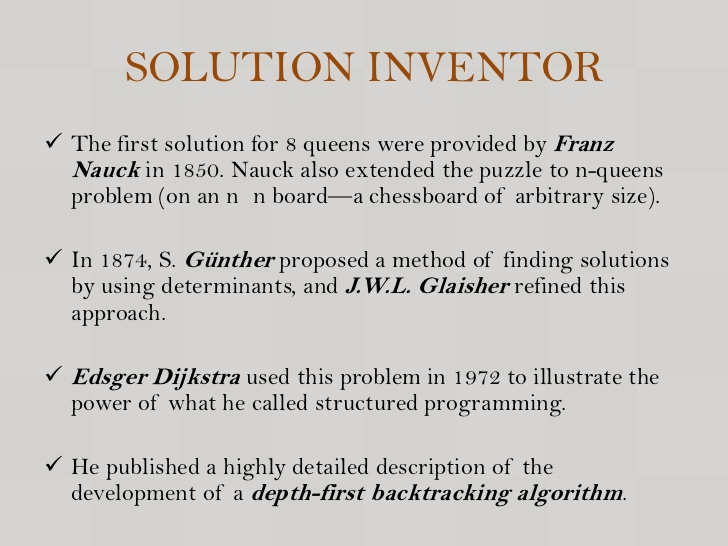 SOLUTION INVENTOR
✓ The first solution for 8 queens were provided by Franz
Nauck in 1850. Nauck also extended the puzzle to n-queens
problem (on an n n board—a chessboard of arbitrary size).
✓ In 1874, S. Günther proposed a method of finding solutions
by using determinants, and J.W.L. Glaisher refined this
approach.
✓ Edsger Dijkstra used this problem in 1972 to illustrate the
power of what he called structured programming.
✓ He published a highly detailed description of the
development of a depth-first backtracking algorithm.